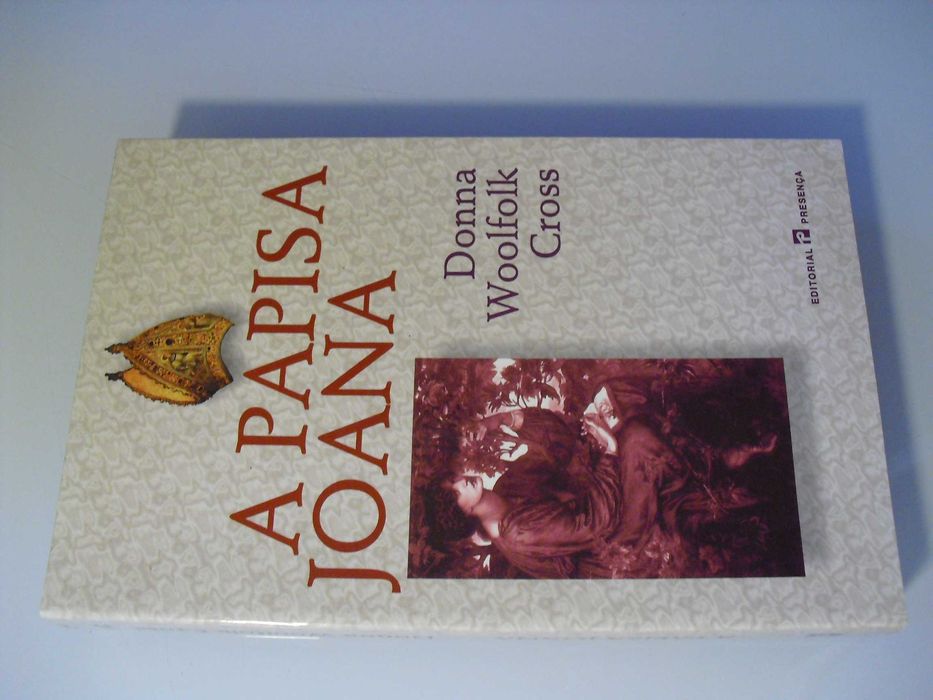 A PAPISA
JOANA
Donna
Woolfolk
Cross
EDITORIAL PRESENÇA